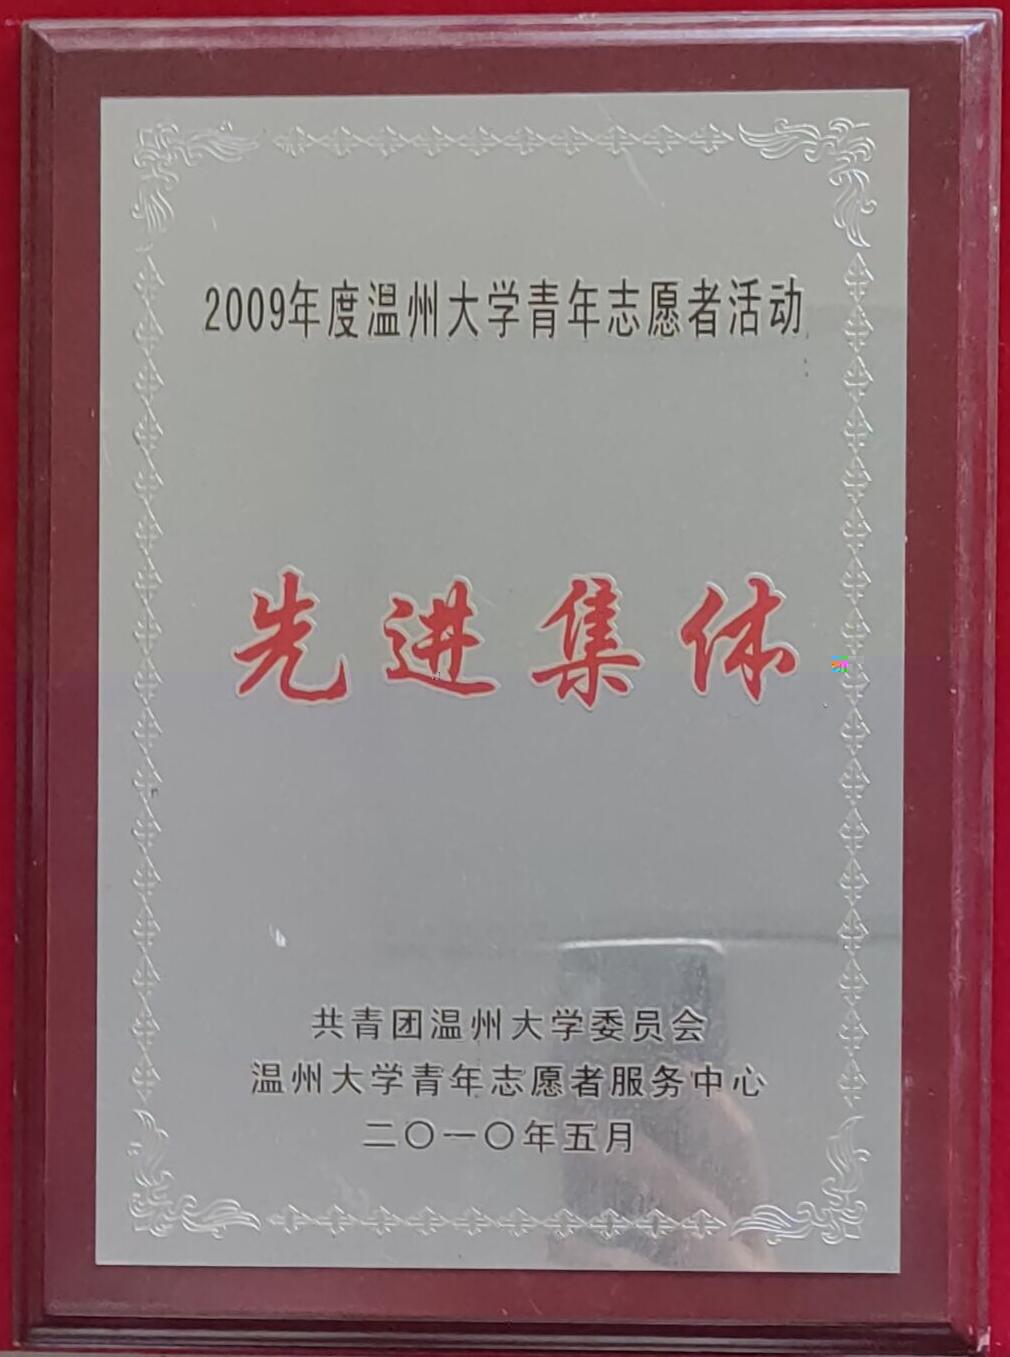 2009年度温州大学青年志愿者活动
先进集体
共青团温州大学委员会
温州大学青年志愿者服务中心
二〇一〇年五月